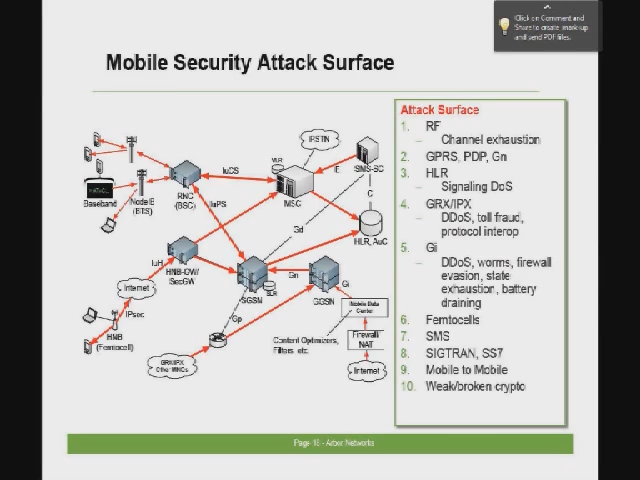 Click on Comment and
Share to create, mark-up
and send PDF files.
Mobile Security Attack Surface
Attack Surface
1. RF
– Channel exhaustion
2. GPRS, PDP, Gn
3. HLR
– Signaling DoS
4. GRX/IPX
– DDoS, toll fraud,
protocol interop
5. Gi
– DDoS, worms, firewall
evasion, state
exhaustion, battery
draining
6. Femtocells
7. SMS
8. SIGTRAN, SS7
9. Mobile to Mobile
10. Weak/broken crypto
PSTN
VLR
IuCS
E
SMS-SC
RNC
(BSC)
MSC
C
Baseband
Node B
(BTS)
IuPS
Gd
HLR, AuC
IuH
HNB-GW/
SecGW
Gn
Internet
SGSN
SLR
GGSN
Gi
IPsec
Mobile Data
Center
HNB
(Femtocell)
Gp
Content Optimizers,
Filters, etc.
Firewall/
NAT
GRX/IPX
Other MNOs
Internet
Page 18 - Arbor Networks